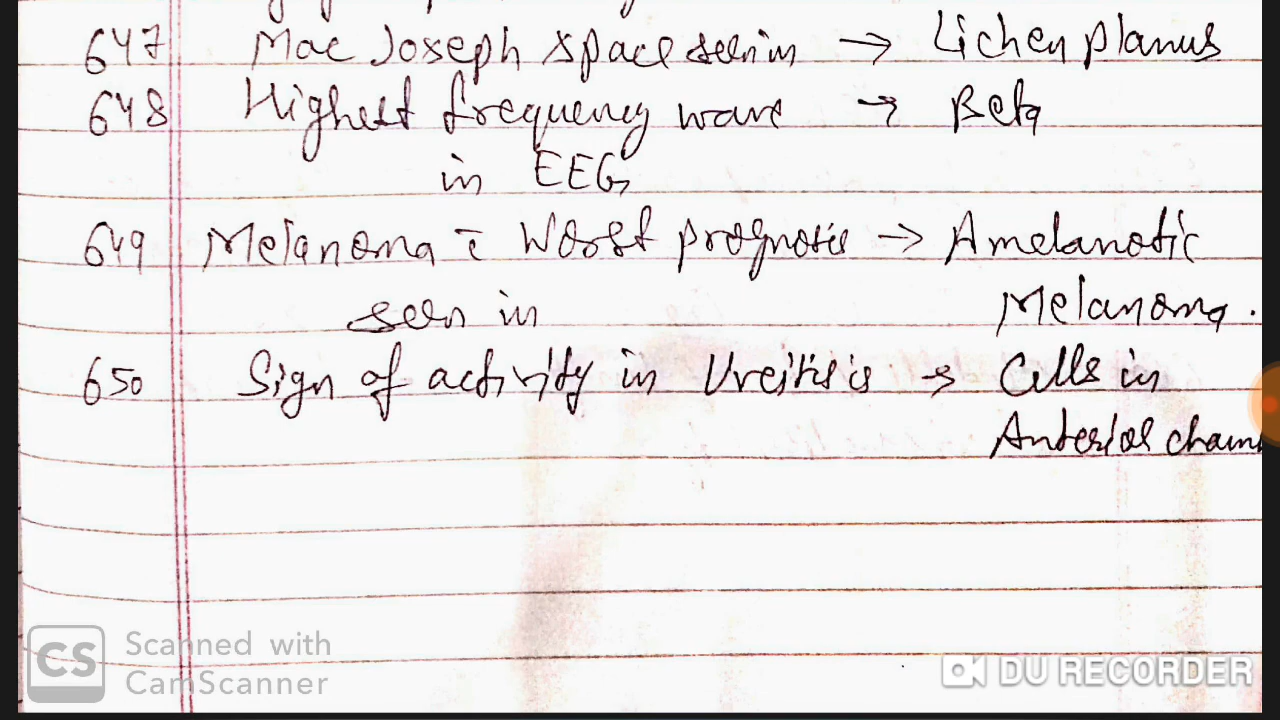 647 Mac Joseph space seen in → Lichen planus
648 Highest frequency wave → Beta
in EEG
649 Melanoma c̄ Worst prognosis → Amelanotic
seen in Melanoma.
650 Sign of activity in Uveitis is → Cells in
Anterior cham
CS Scanned with
CamScanner
DU RECORDER